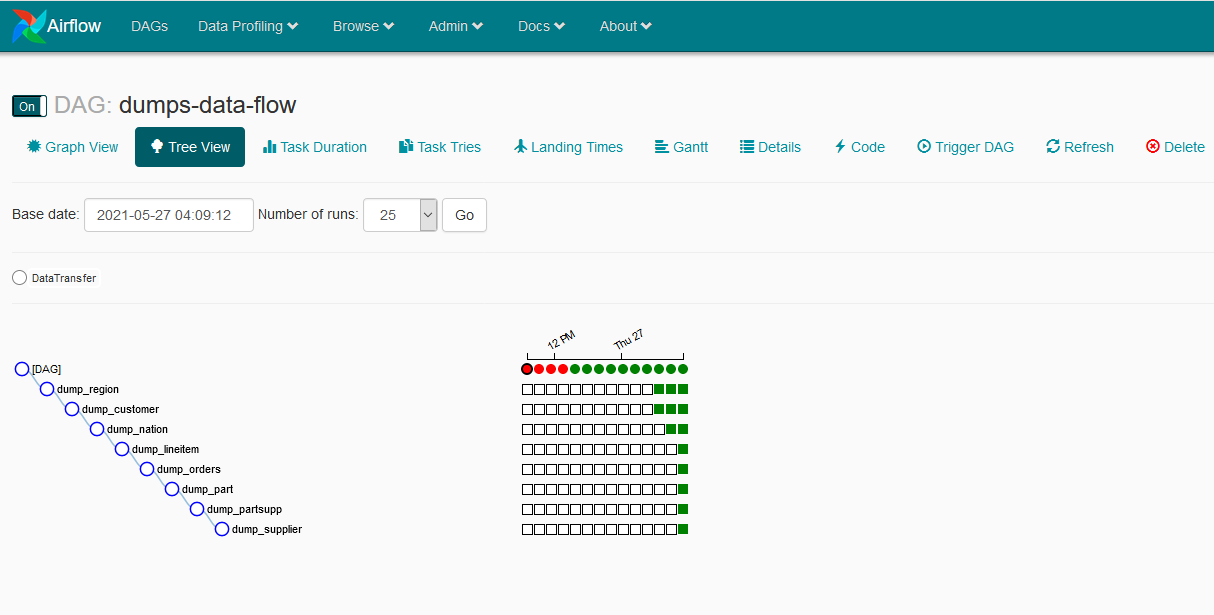 Airflow DAGs Data Profiling Browse Admin Docs About
On DAG: dumps-data-flow
Graph View Tree View Task Duration Task Tries Landing Times Gantt Details Code Trigger DAG Refresh Delete
Base date: 2021-05-27 04:09:12 Number of runs: 25 Go
DataTransfer
12 PM Thu 27
[DAG]
dump_region
dump_customer
dump_nation
dump_lineitem
dump_orders
dump_part
dump_partsupp
dump_supplier